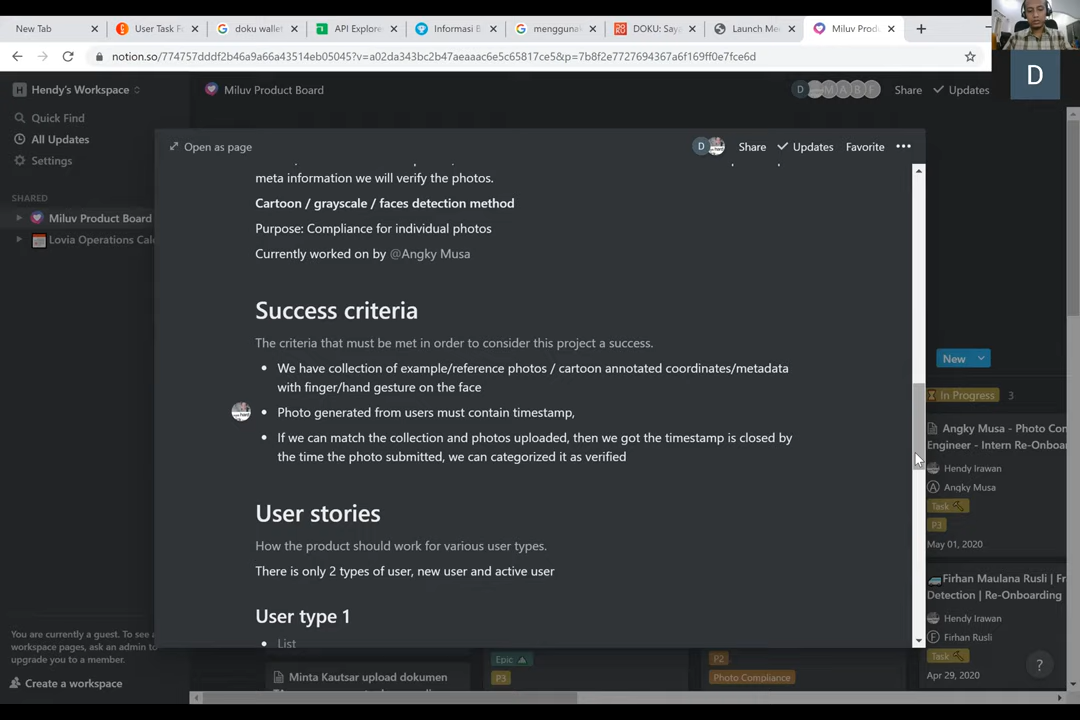 New Tab
User Task F
doku wallet
API Explore
Informasi B
menggunak
DOKU: Saya
Launch Me
Miluv Produ
notion.so/774757dddf2b46a9a66a43514eb05045?v=a02da343bc2b47aeaaac6e5c65817ce5&p=7b8f2e7727694367a6f169ff0e7fce6d
D
H Hendy's Workspace
Miluv Product Board
D M A B F
Share
Updates
Quick Find
All Updates
Settings
SHARED
Miluv Product Board
Lovia Operations Cal
Open as page
D
Share
Updates
Favorite
meta information we will verify the photos.
Cartoon / grayscale / faces detection method
Purpose: Compliance for individual photos
Currently worked on by @Angky Musa
Success criteria
The criteria that must be met in order to consider this project a success.
We have collection of example/reference photos / cartoon annotated coordinates/metadata
with finger/hand gesture on the face
Photo generated from users must contain timestamp,
If we can match the collection and photos uploaded, then we got the timestamp is closed by
the time the photo submitted, we can categorized it as verified
User stories
How the product should work for various user types.
There is only 2 types of user, new user and active user
User type 1
List
New
In Progress 3
Angky Musa - Photo Com
Engineer - Intern Re-Onboar
Hendy Irawan
A Angky Musa
Task
P3
May 01, 2020
Firhan Maulana Rusli | Fr
Detection | Re-Onboarding
Hendy Irawan
F Firhan Rusli
Task
Apr 29, 2020
You are currently a guest. To see a
workspace pages, ask an admin to
upgrade you to a member.
Create a workspace
Minta Kautsar upload dokumen
Epic
P3
P2
Photo Compliance
?